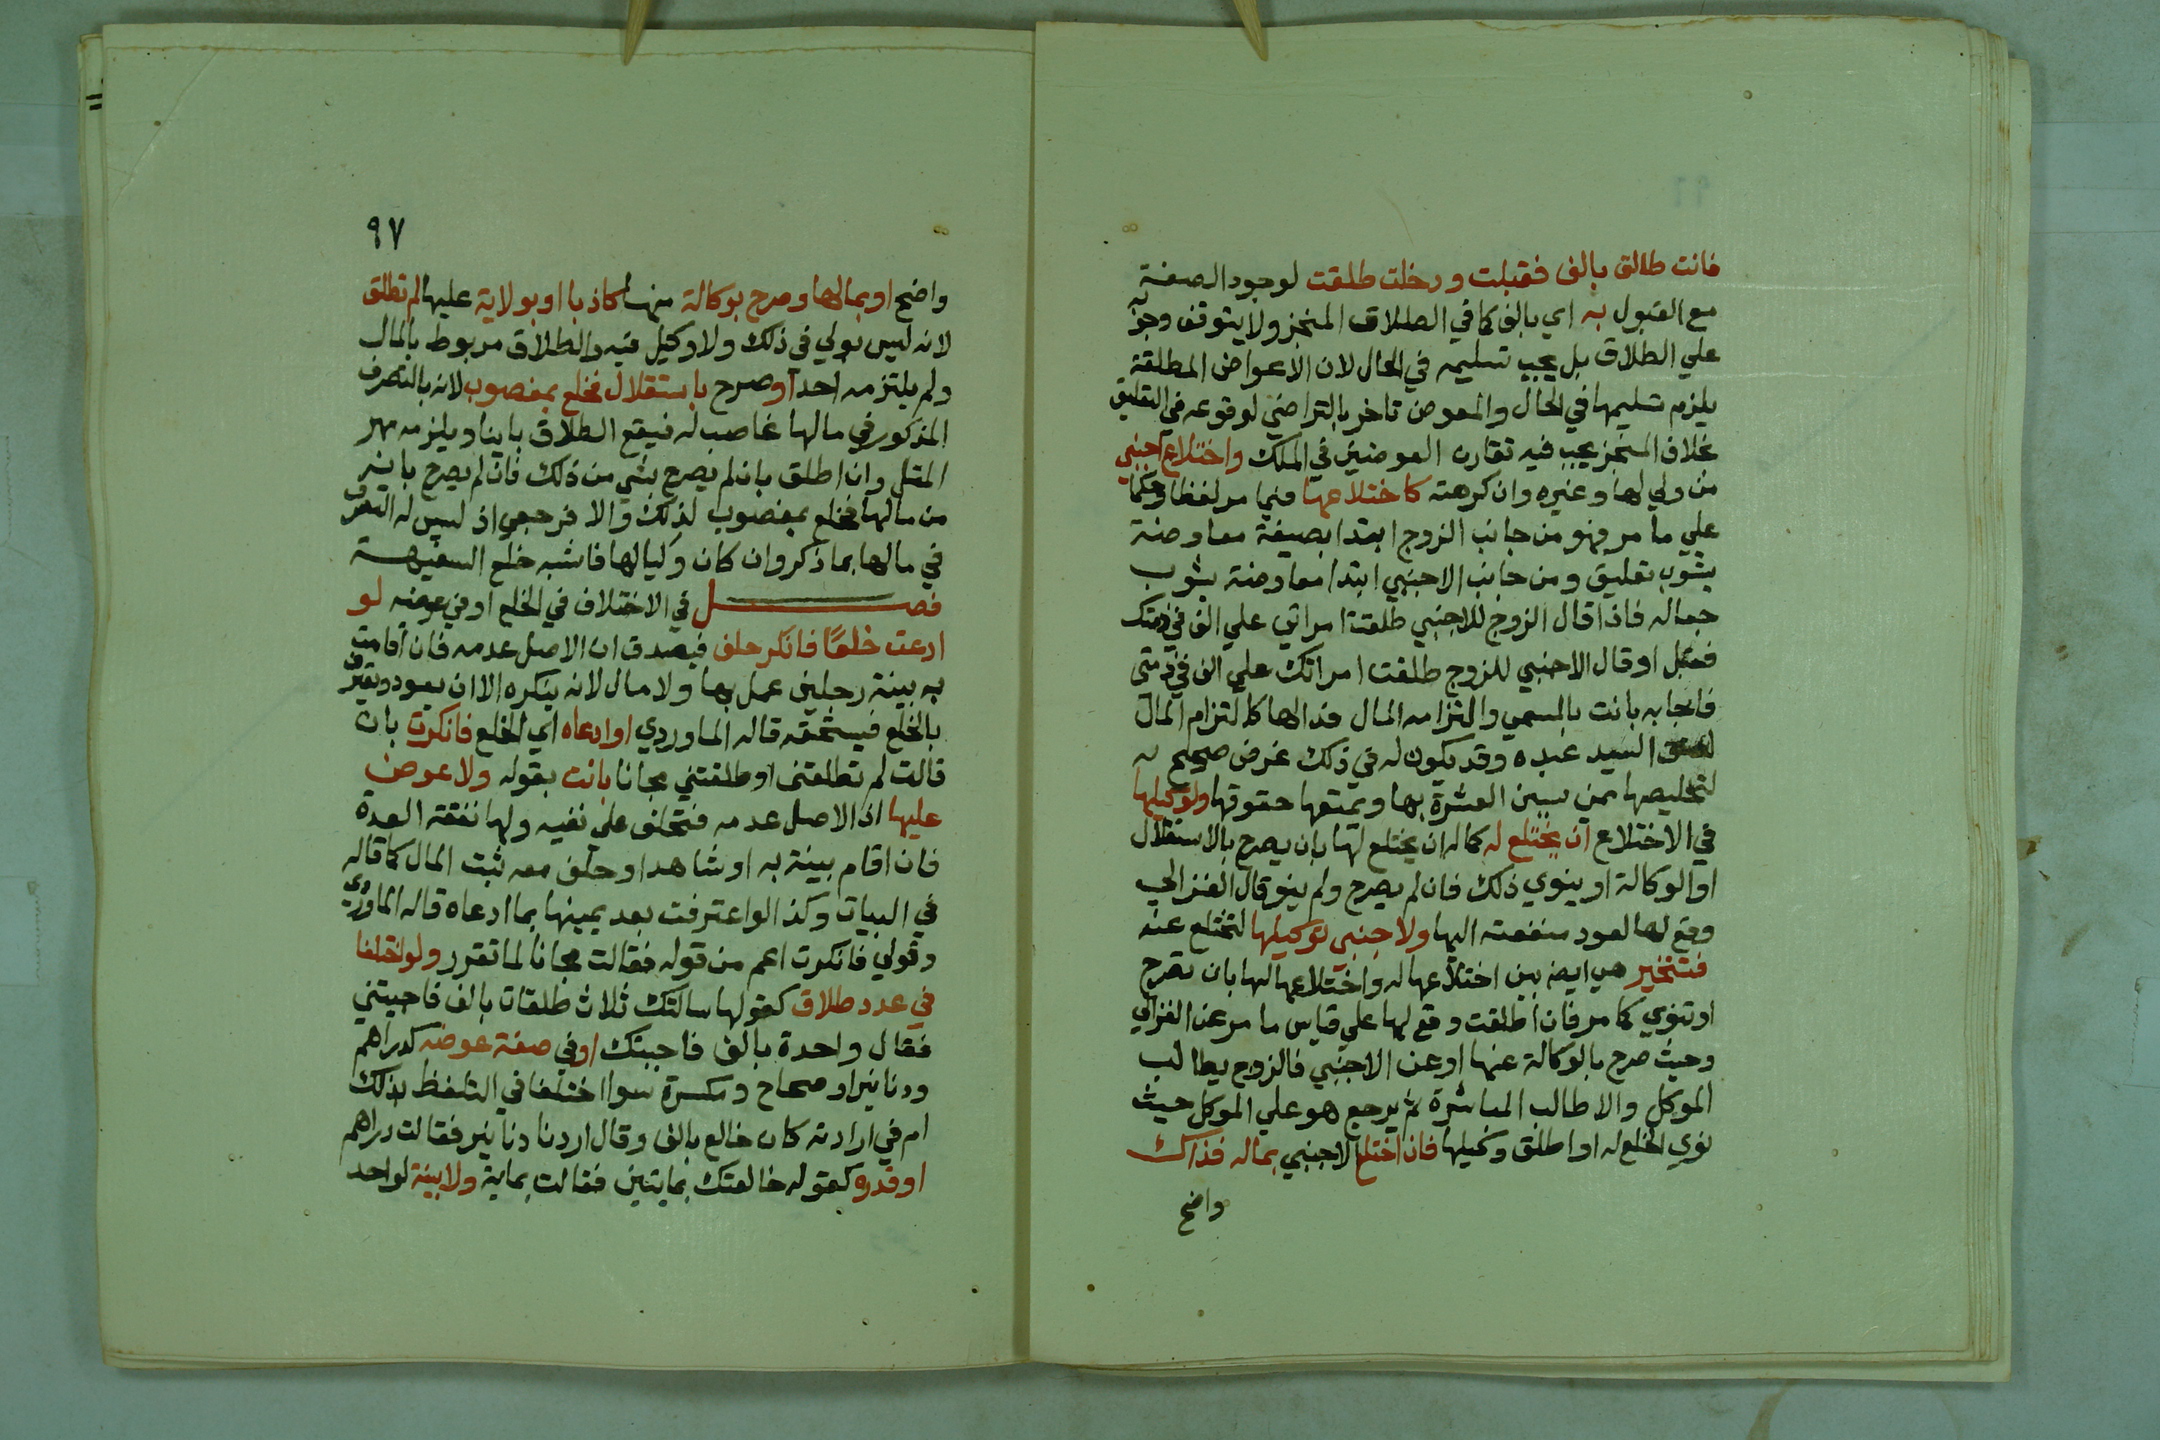 فانت طالق بالف فقبلت ودخلت طلقت لوجود الصفة
مع القبول به اي بالف كما في الطلاق المنجز ولا يتوقف وجوبه
علي الطلاق بل يجب تسليمه في الحال لان الاعواض المطلقة
يلزم تسليمها في الحال والمعوض تاخر بالتراضي لوقوعه في التعليق
بخلاف المنجز يجب فيه تقارن العوضين في الملك واختلاع اجنبي
من ولي لها وغيره وان كرهته كاختلاعها فيما مر لفظا وحكما
علي ما مر فهو من جانب الزوج ابتدا بصيغة معاوضة
بشوب تعليق ومن جانب الاجنبي ابتدا معاوضة بشوب
جعاله فاذا قال الزوج للاجنبي طلقت امراتي علي الف في ذمتك
فقبل او قال الاجنبي للزوج طلقت امراتك علي الف في ذمتي
فاجابه بانت بالمسمي والتزامه المال فدا لها كالتزام المال
لعتق السيد عبده وقد يكون له في ذلك غرض صحيح لـ
لتخليصها ممن يسيئ العشرة بها ويمنعها حقوقها ولوكيلها
في الاختلاع ان يختلع له كما له ان يختلع لها بان يصرح بالاستقلال
او الوكالة او ينوي ذلك فان لم يصرح ولم ينو قال الغزالي
وقع لها لعود منفعته اليها ولاجنبي توكيلها لتختلع عنه
فتتخير هي ايضا بين اختلاعها له واختلاعها لها بان تصرح
او تنوي كما مر فان اطلقت وقع لها علي قياس ما مر عن الغزالي
وحيث صرح بالوكالة عنها او عن الاجنبي فالزوج يطالب
الموكل والا طالب المباشرة ثم يرجع هو علي الموكل حيث
نوي الخلع له او اطلق وكيلها فان اختلع الاجنبي بماله فذاك
واضح
٩٧
واضح او بمالها وصرح بوكالة منها كاذبا او بولاية عليها لم تطلق
لانه ليس بولي في ذلك ولا وكيل فيه والطلاق مربوط بالمال
ولم يلتزمه احد او صرح باستقلال فخلع بمغصوب لانه بالتصرف
المذكور في مالها غاصب له فيقع الطلاق باينا ويلزمه مهر
المثل وان اطلق بان لم يصرح بشي من ذلك فان لم يصرح بانه
من مالها فخلع بمغصوب لذلك والا فرجعي اذ ليس له التصرف
في مالها بما ذكر وان كان وليا لها فاشبه خلع السفيهة
فصـــل في الاختلاف في الخلع او في عوضه لو
ادعت خلعًا فانكر حلف فيصدق اذ الاصل عدمه فان اقامت
به بينة رجلين عمل بها ولا مال لانه ينكره الا ان يعود ويعترف
بالخلع فيستحقه قاله الماوردي او ادعاه اي الخلع فانكرت بان
قالت لم تطلقني او طلقتني مجانا بانت بقوله ولا عوض
عليها اذ الاصل عدمه فتحلف علي نفيه ولها نفقة العدة
فان اقام بينة به او شاهدا وحلف معه ثبت المال كما قاله
في البيان وكذا لو اعترفت بعد يمينها بما ادعاه قاله الماوردي
وقولي فانكرت اعم من قوله فقالت مجانا لما تقرر ولو اختلفا
في عدد طلاق كقولها سالتك ثلاث طلقات بالف فاجبتني
فقال واحدة بالف فاجبتك او في صفة عوضه كدراهم
ودنانير او صحاح ومكسرة سوا اختلفا في التلفظ بذلك
ام في ارادته كان خالع بالف وقال اردنا دنانير فقالت دراهم
او قدره كقوله خالعتك بمايتين فقالت بماية ولا بينة لواحد